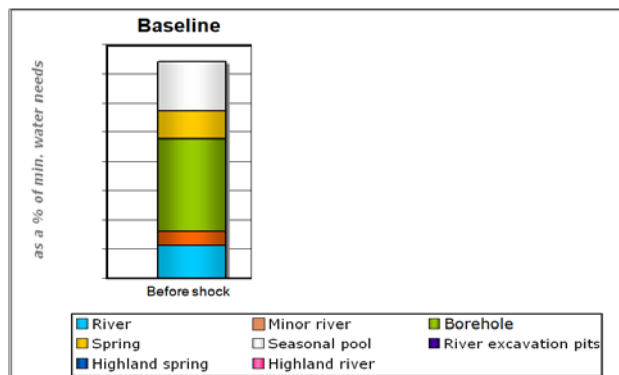 Baseline
as a % of min. water needs
Before shock
River
Minor river
Borehole
Spring
Seasonal pool
River excavation pits
Highland spring
Highland river